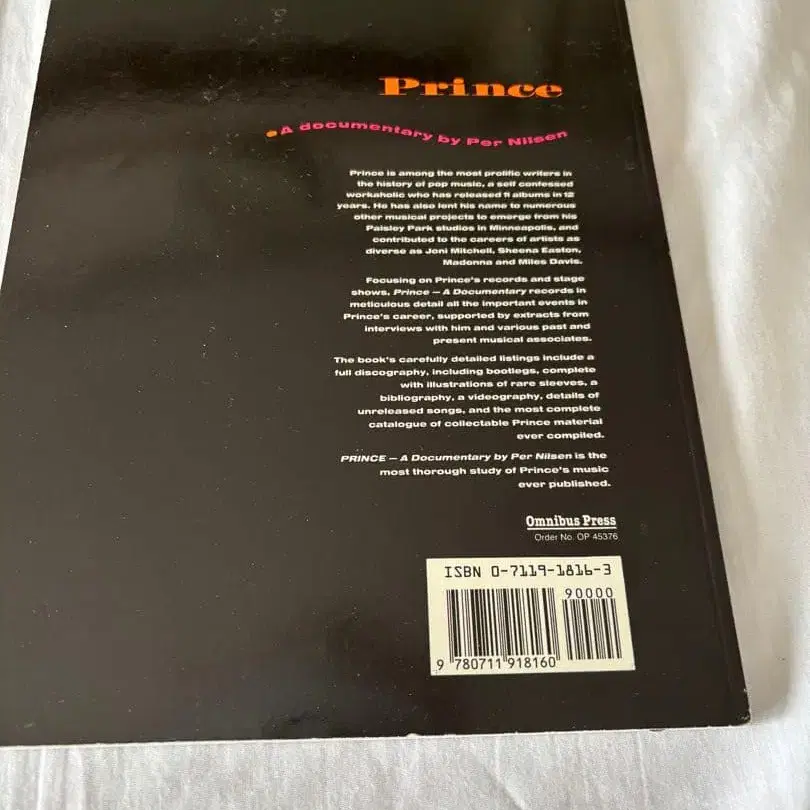 Prince
A documentary by Per Nilsen
Prince is among the most prolific writers in
the history of pop music, a self confessed
workaholic who has released 11 albums in 12
years. He has also lent his name to numerous
other musical projects to emerge from his
Paisley Park studios in Minneapolis, and
contributed to the careers of artists as
diverse as Joni Mitchell, Sheena Easton,
Madonna and Miles Davis.
Focusing on Prince's records and stage
shows, Prince — A Documentary records in
meticulous detail all the important events in
Prince's career, supported by extracts from
interviews with him and various past and
present musical associates.
The book's carefully detailed listings include a
full discography, including bootlegs, complete
with illustrations of rare sleeves, a
bibliography, a videography, details of
unreleased songs, and the most complete
catalogue of collectable Prince material
ever compiled.
PRINCE — A Documentary by Per Nilsen is the
most thorough study of Prince's music
ever published.
Omnibus Press
Order No. OP 45376
ISBN 0-7119-1816-3
90000
9 780711 918160